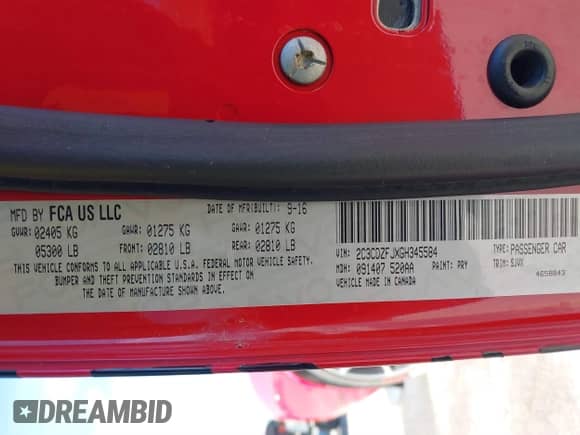 MFD BY FCA US LLC DATE OF MFR(BUILT): 9-16
GVWR: 02405 KG GAWR: 01275 KG GAWR: 01275 KG
05300 LB FRONT: 02810 LB REAR: 02810 LB
THIS VEHICLE CONFORMS TO ALL APPLICABLE U.S.A. FEDERAL MOTOR VEHICLE SAFETY,
BUMPER AND THEFT PREVENTION STANDARDS IN EFFECT ON
THE DATE OF MANUFACTURE SHOWN ABOVE.
VIN: 2C3CDZFJXGH345584 TYPE: PASSENGER CAR
MDH: 091407 520AA PAINT: PRY TRIM: SJVX
VEHICLE MADE IN CANADA 4658843
DREAMBID